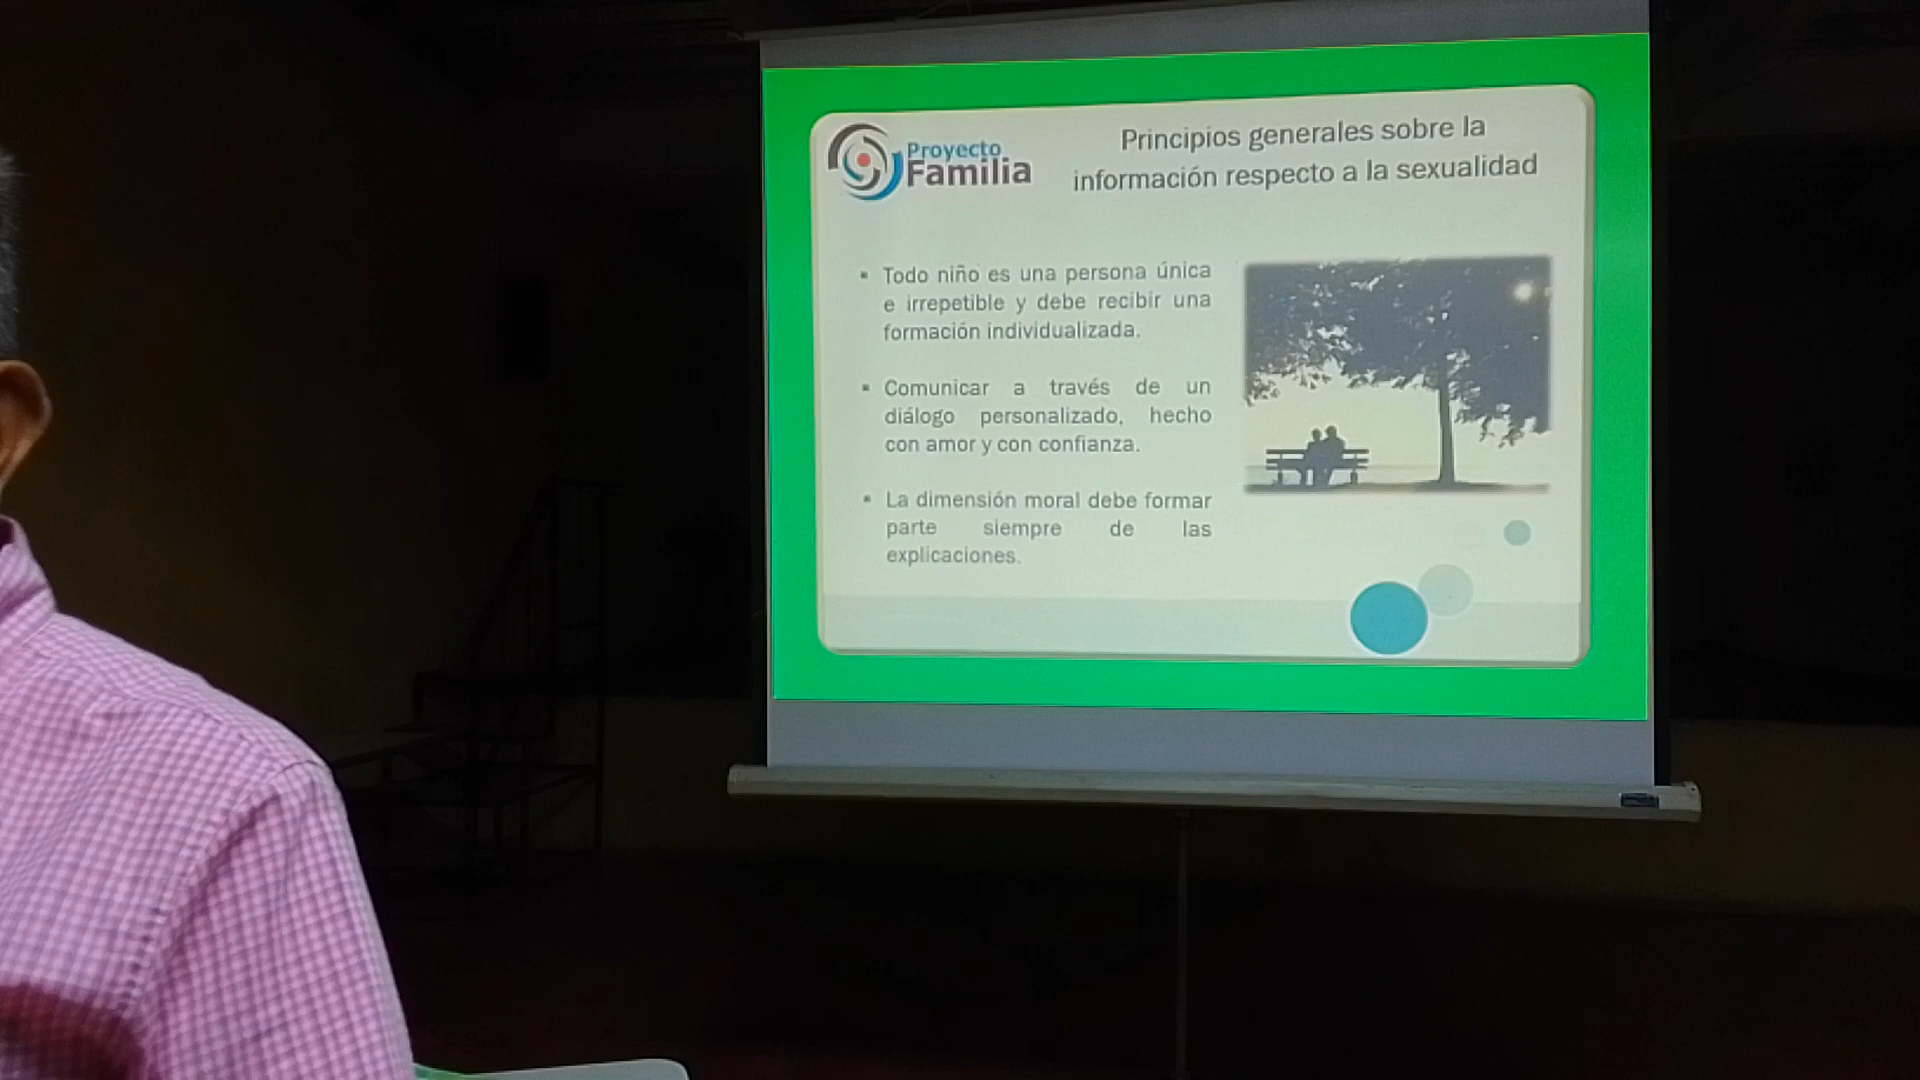 Proyecto
Familia
Principios generales sobre la
información respecto a la sexualidad
▪ Todo niño es una persona única
e irrepetible y debe recibir una
formación individualizada.
▪ Comunicar a través de un
diálogo personalizado, hecho
con amor y con confianza.
▪ La dimensión moral debe formar
parte siempre de las
explicaciones.